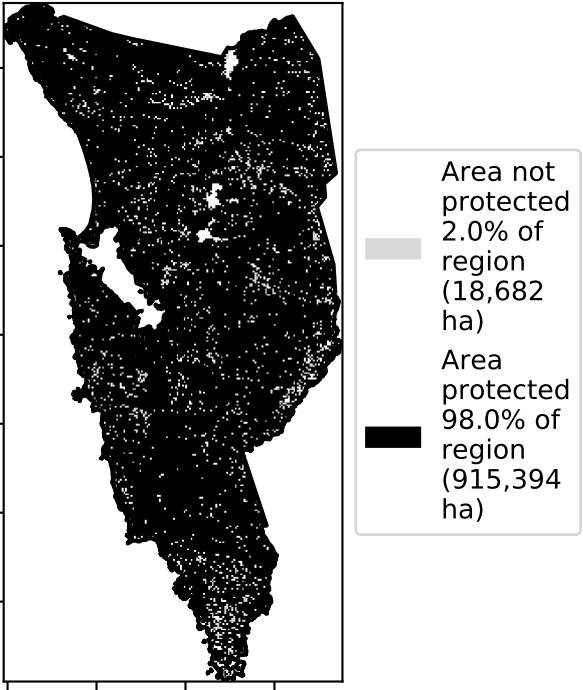 Area not
protected
2.0% of
region
(18,682
ha)
Area
protected
98.0% of
region
(915,394
ha)